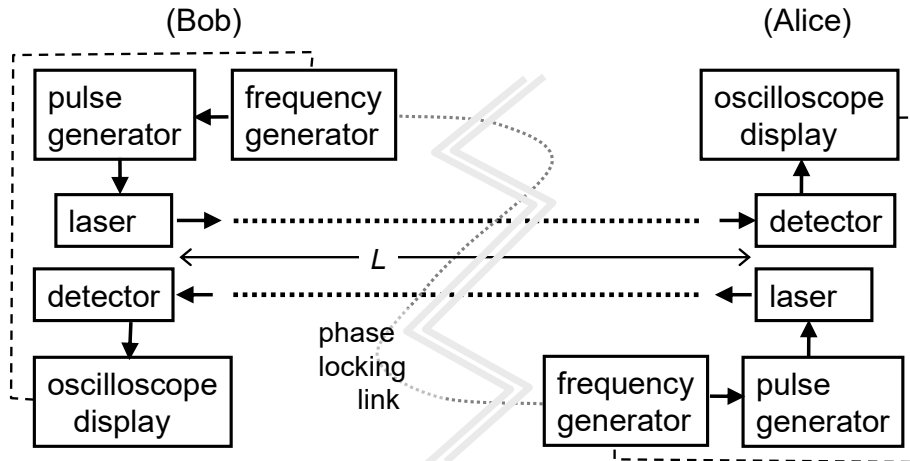 (Bob)
(Alice)
pulse
generator
frequency
generator
oscilloscope
display
laser
detector
L
detector
laser
phase
locking
link
oscilloscope
display
frequency
generator
pulse
generator